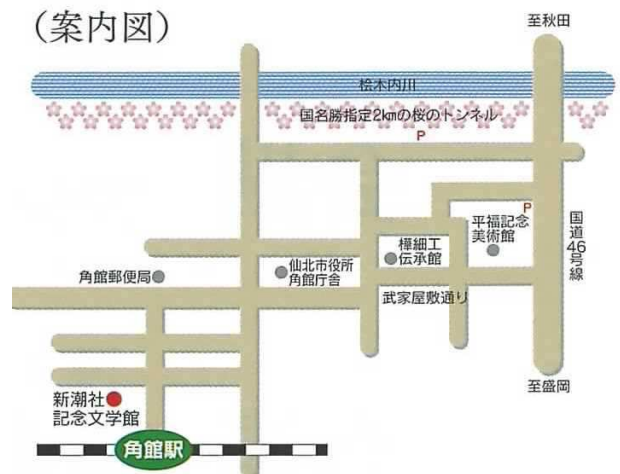 (案内図)
至秋田
桧木内川
国名勝指定2kmの桜のトンネル
P
P
平福記念
美術館
国道46号線
樺細工
伝承館
仙北市役所
角館庁舎
角館郵便局
武家屋敷通り
至盛岡
新潮社
記念文学館
角館駅